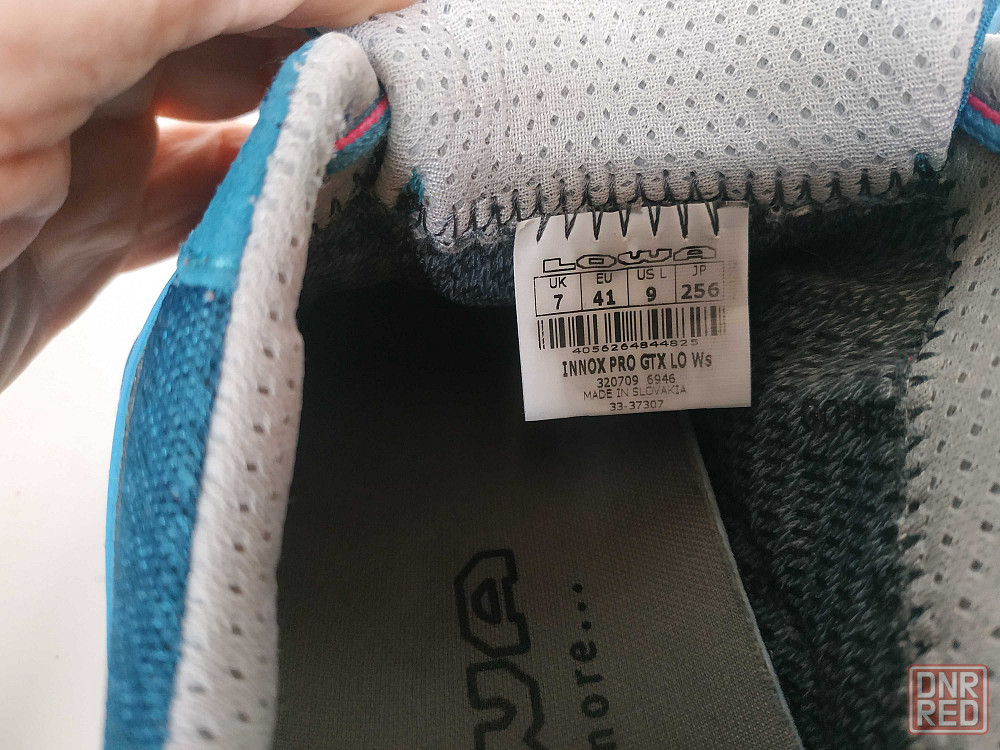 LOWA
UK EU US L JP
7 41 9 256
4056264844825
INNOX PRO GTX LO Ws
320709 6946
MADE IN SLOVAKIA
33-37307
WA
more...
DNR
RED